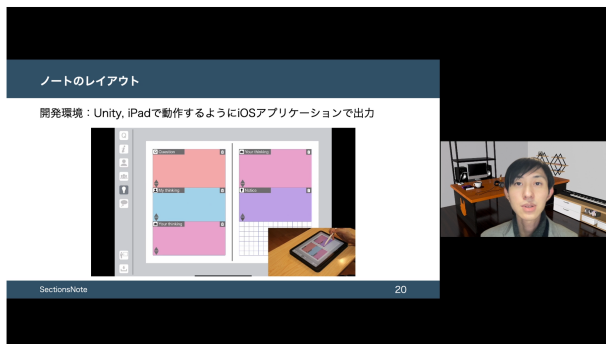 ノートのレイアウト
開発環境：Unity, iPadで動作するようにiOSアプリケーションで出力
Question
Your thinking
My thinking
Notice
Your thinking
SectionsNote
20